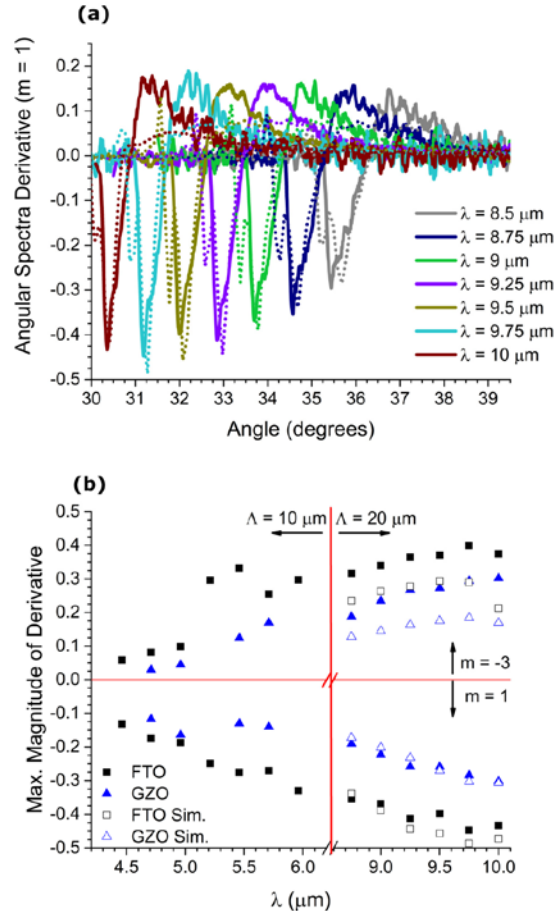 (a)
Angular Spectra Derivative (m = 1)
0.2
0.1
0.0
-0.1
-0.2
-0.3
-0.4
-0.5
λ = 8.5 μm
λ = 8.75 μm
λ = 9 μm
λ = 9.25 μm
λ = 9.5 μm
λ = 9.75 μm
λ = 10 μm
30 31 32 33 34 35 36 37 38 39
Angle (degrees)
(b)
Max. Magnitude of Derivative
0.5
0.4
0.3
0.2
0.1
0.0
-0.1
-0.2
-0.3
-0.4
-0.5
Λ = 10 μm Λ = 20 μm
m = -3
m = 1
FTO
GZO
FTO Sim.
GZO Sim.
4.5 5.0 5.5 6.0 9.0 9.5 10.0
λ (μm)